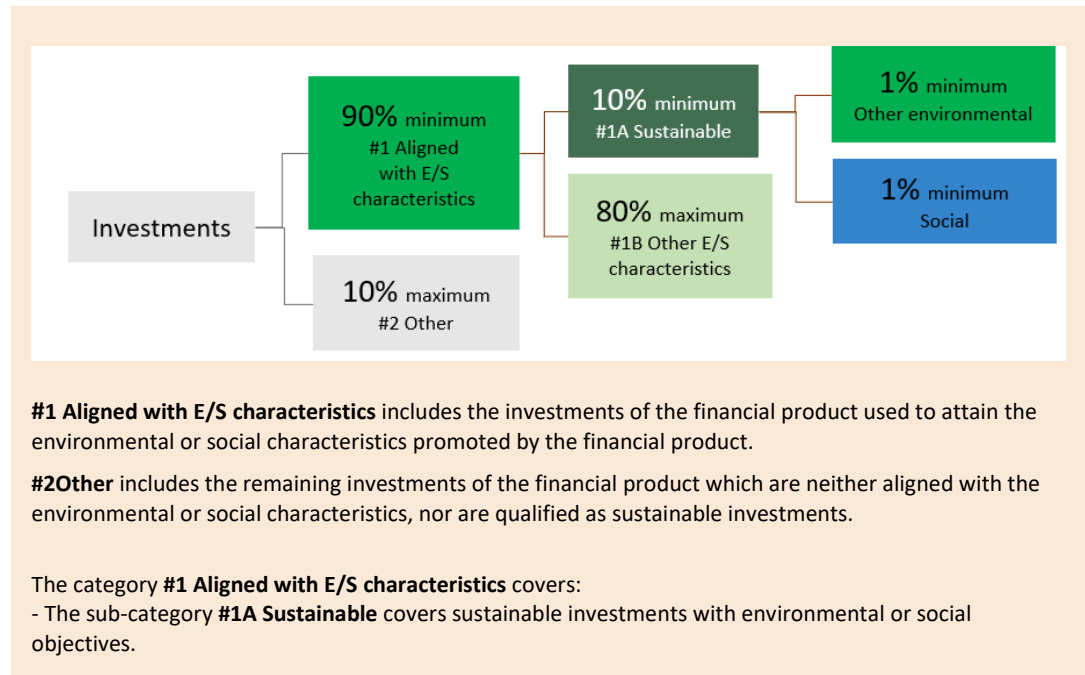 90% minimum
#1 Aligned
with E/S
characteristics
10% minimum
#1A Sustainable
1% minimum
Other environmental
Investments
80% maximum
#1B Other E/S
characteristics
1% minimum
Social
10% maximum
#2 Other
#1 Aligned with E/S characteristics includes the investments of the financial product used to attain the
environmental or social characteristics promoted by the financial product.
#2Other includes the remaining investments of the financial product which are neither aligned with the
environmental or social characteristics, nor are qualified as sustainable investments.
The category #1 Aligned with E/S characteristics covers:
- The sub-category #1A Sustainable covers sustainable investments with environmental or social
objectives.